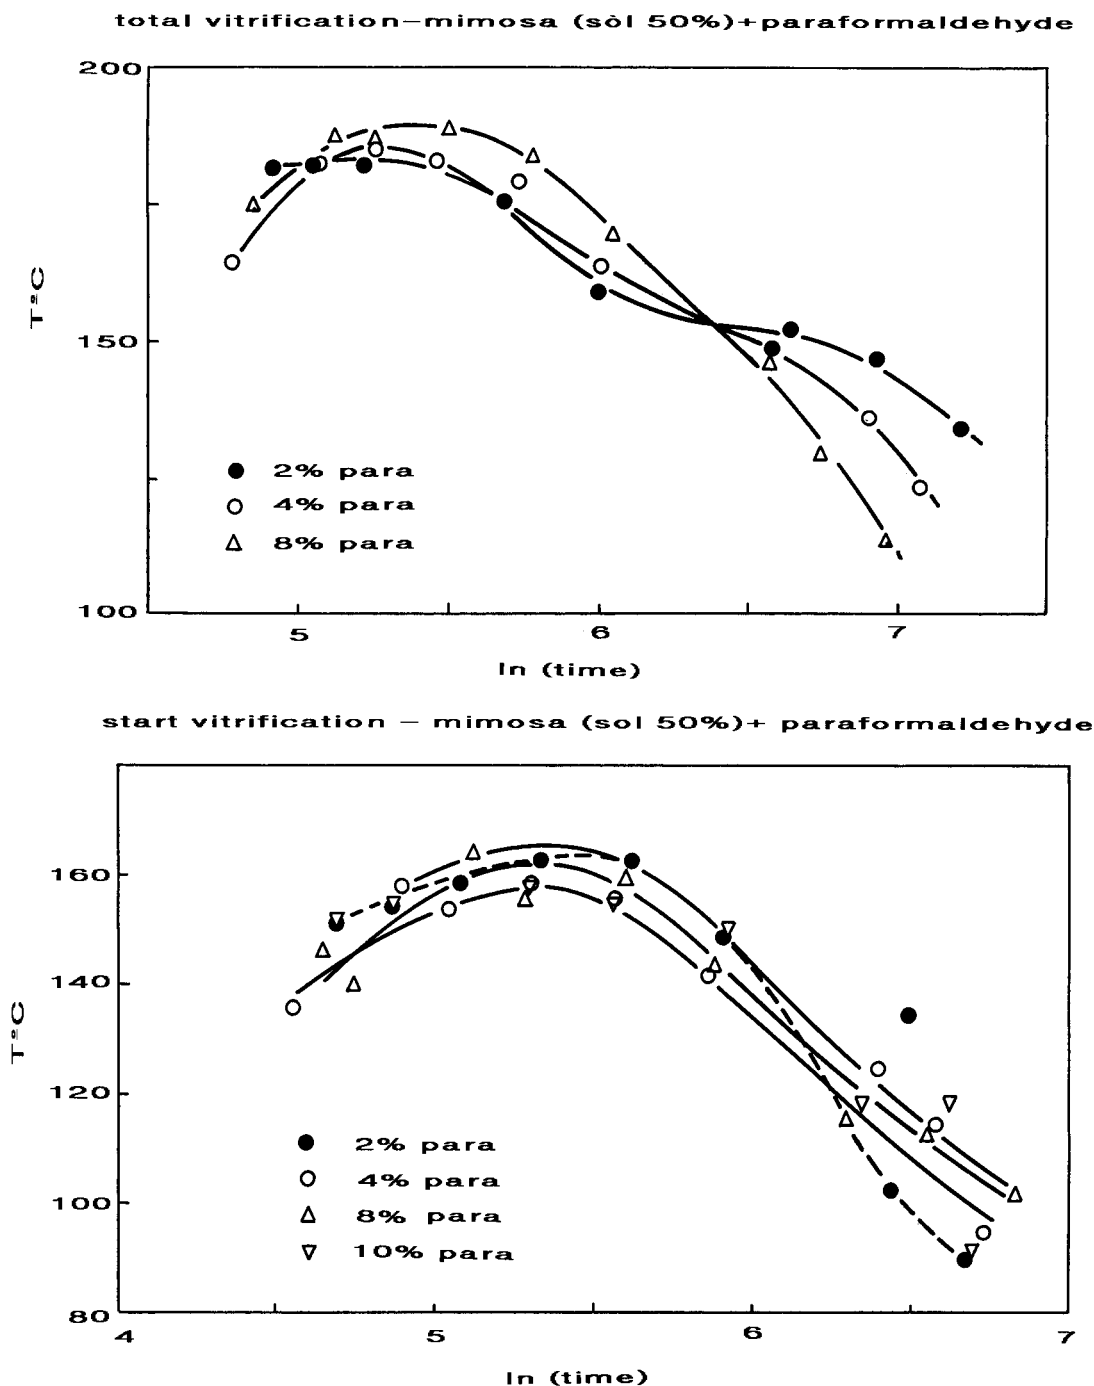 total vitrification—mimosa (sòl 50%)+paraformaldehyde
200
150
100
T°C
2% para
4% para
8% para
5 6 7
ln (time)
start vitrification — mimosa (sol 50%)+ paraformaldehyde
160
140
120
100
80
T°C
2% para
4% para
8% para
10% para
4 5 6 7
ln (time)